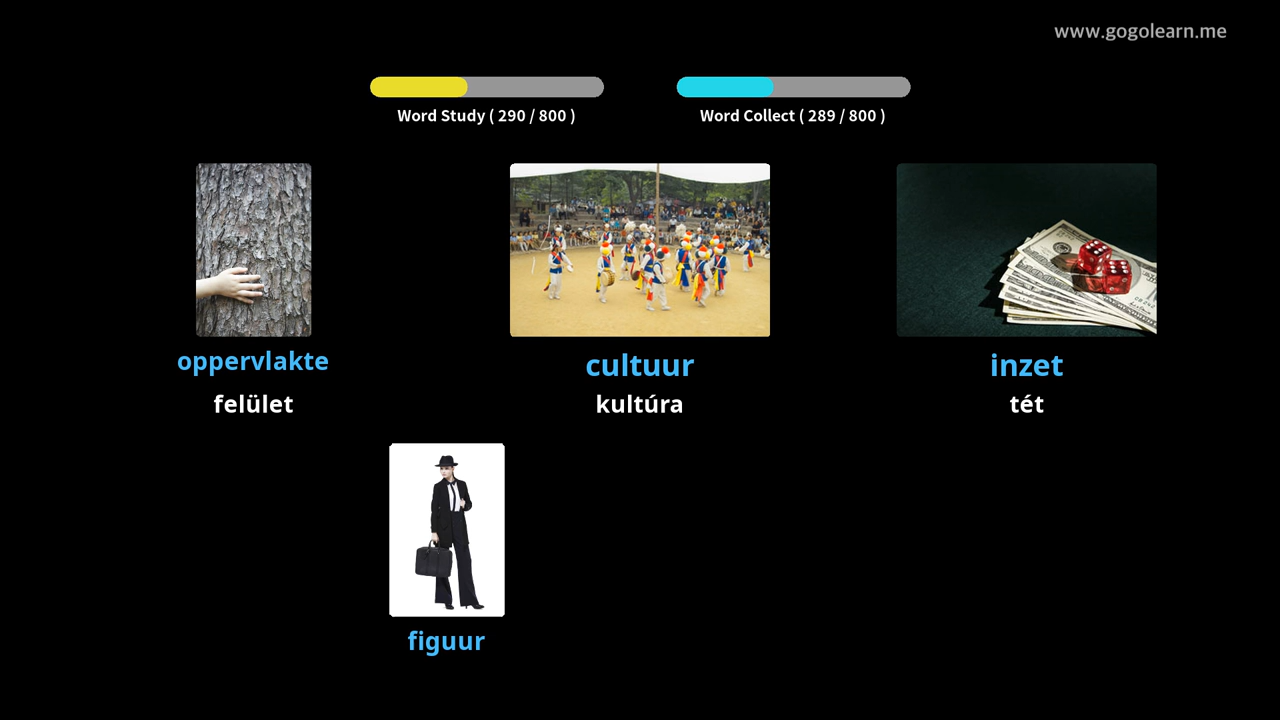 www.gogolearn.me
Word Study ( 290 / 800 )
Word Collect ( 289 / 800 )
oppervlakte
cultuur
inzet
felület
kultúra
tét
figuur